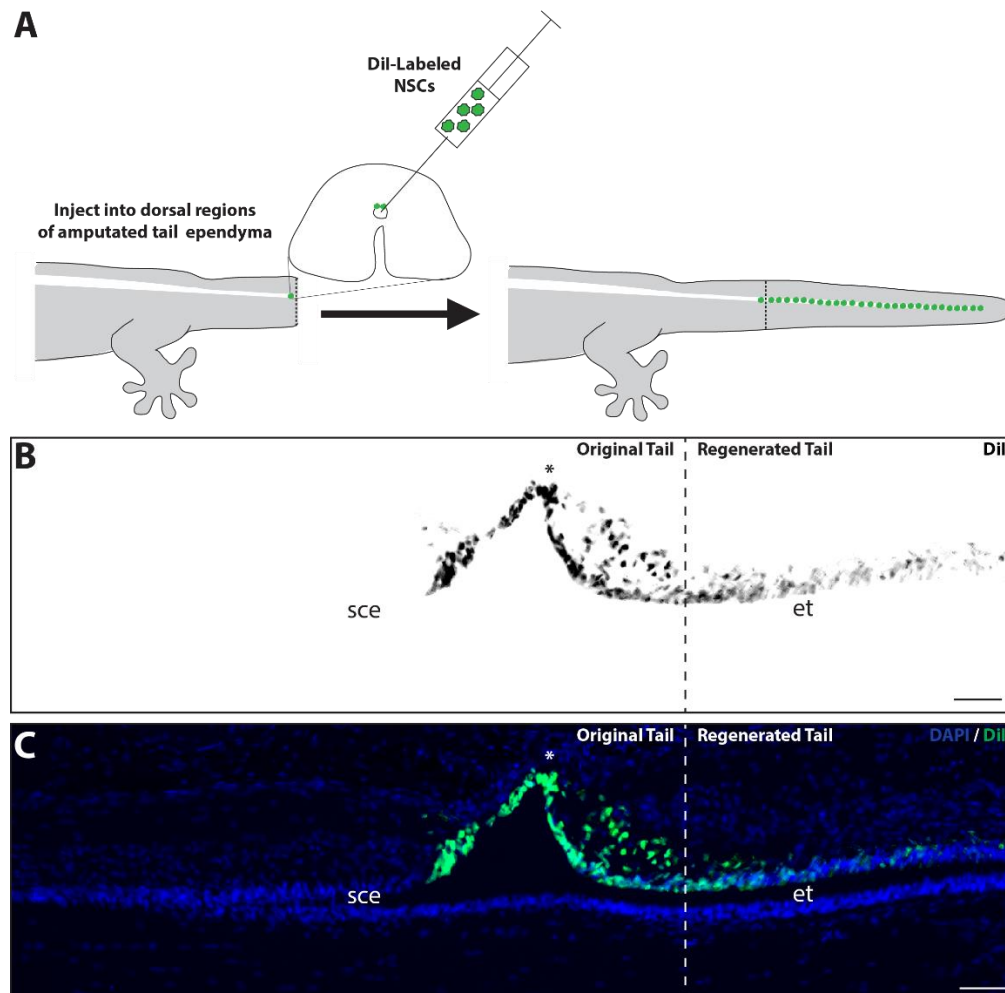 A
DiI-Labeled
NSCs
Inject into dorsal regions
of amputated tail ependyma
B
Original Tail
Regenerated Tail
DiI
*
sce
et
C
Original Tail
Regenerated Tail
DAPI / DiI
*
sce
et